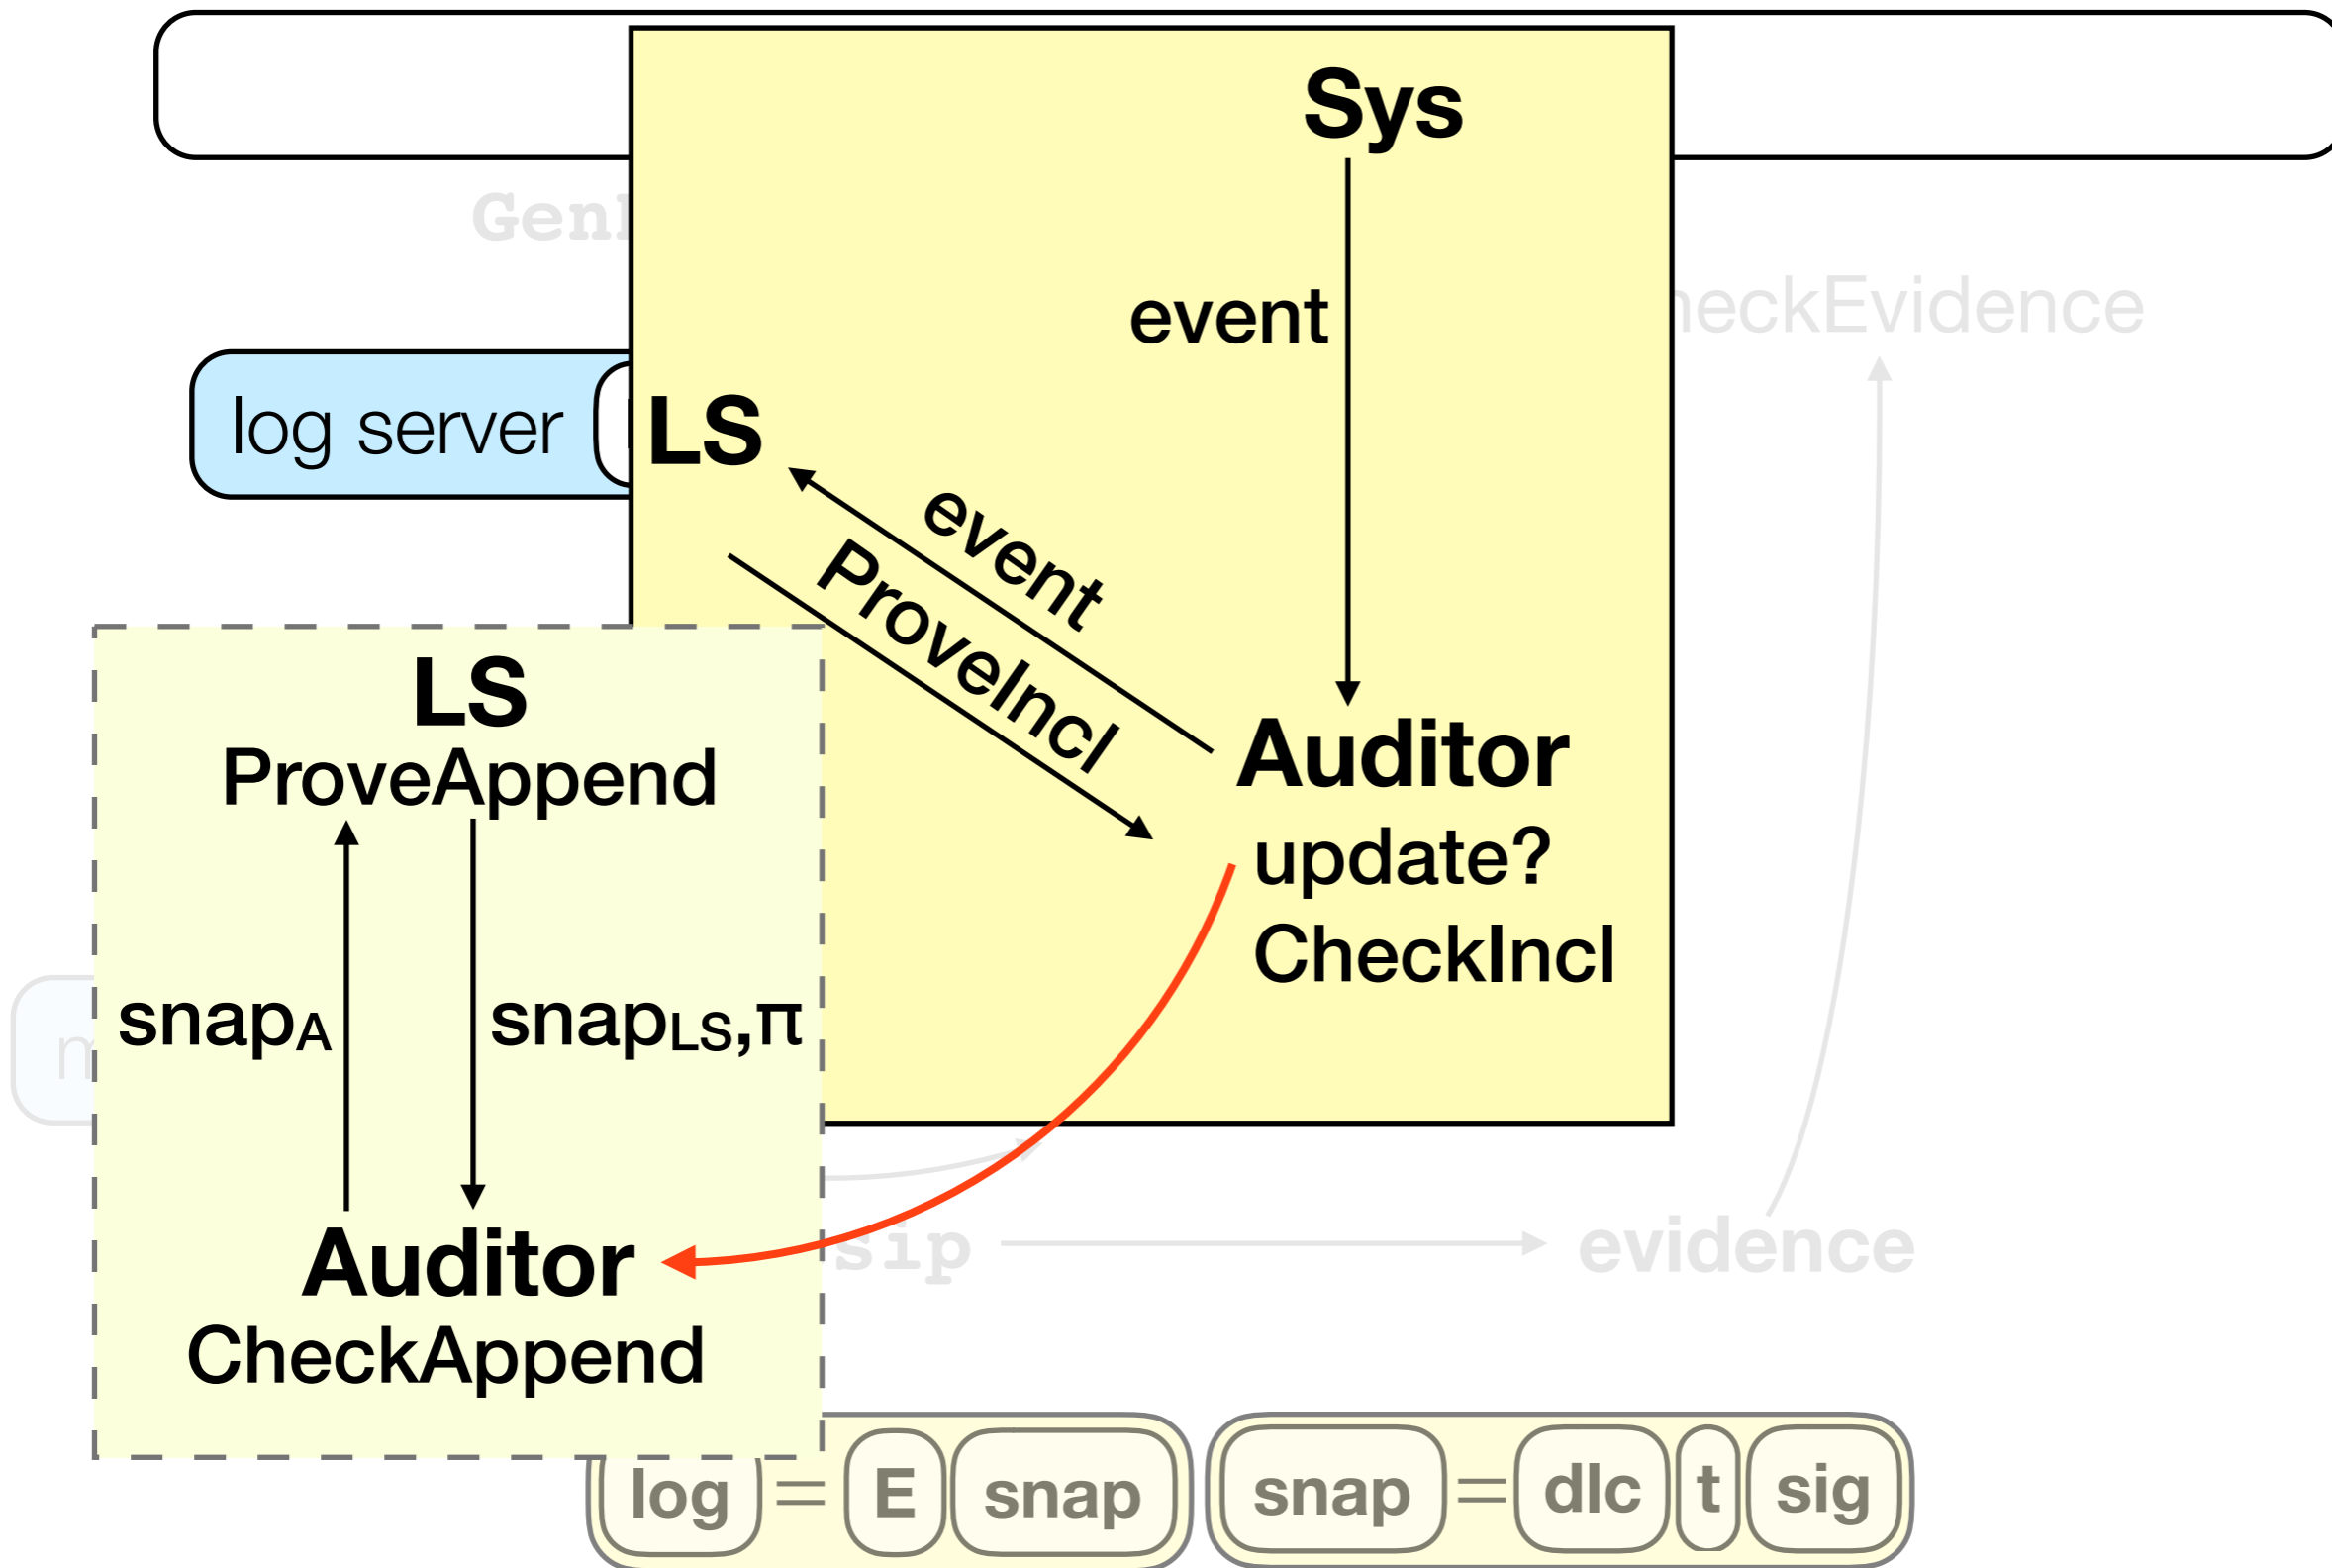 Sys
event
log server
LS
event
ProveIncl
Auditor
update?
CheckIncl
LS
ProveAppend
snapA
snapLS,π
Auditor
CheckAppend
evidence
log = E snap
snap = dlc t sig